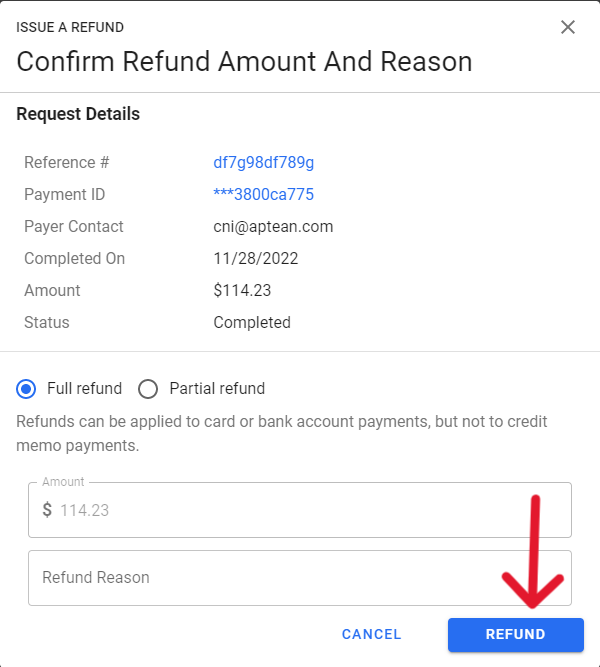 ISSUE A REFUND
Confirm Refund Amount And Reason
Request Details
Reference # df7g98df789g
Payment ID ***3800ca775
Payer Contact cni@aptean.com
Completed On 11/28/2022
Amount $114.23
Status Completed
Full refund Partial refund
Refunds can be applied to card or bank account payments, but not to credit
memo payments.
Amount
$ 114.23
Refund Reason
CANCEL REFUND